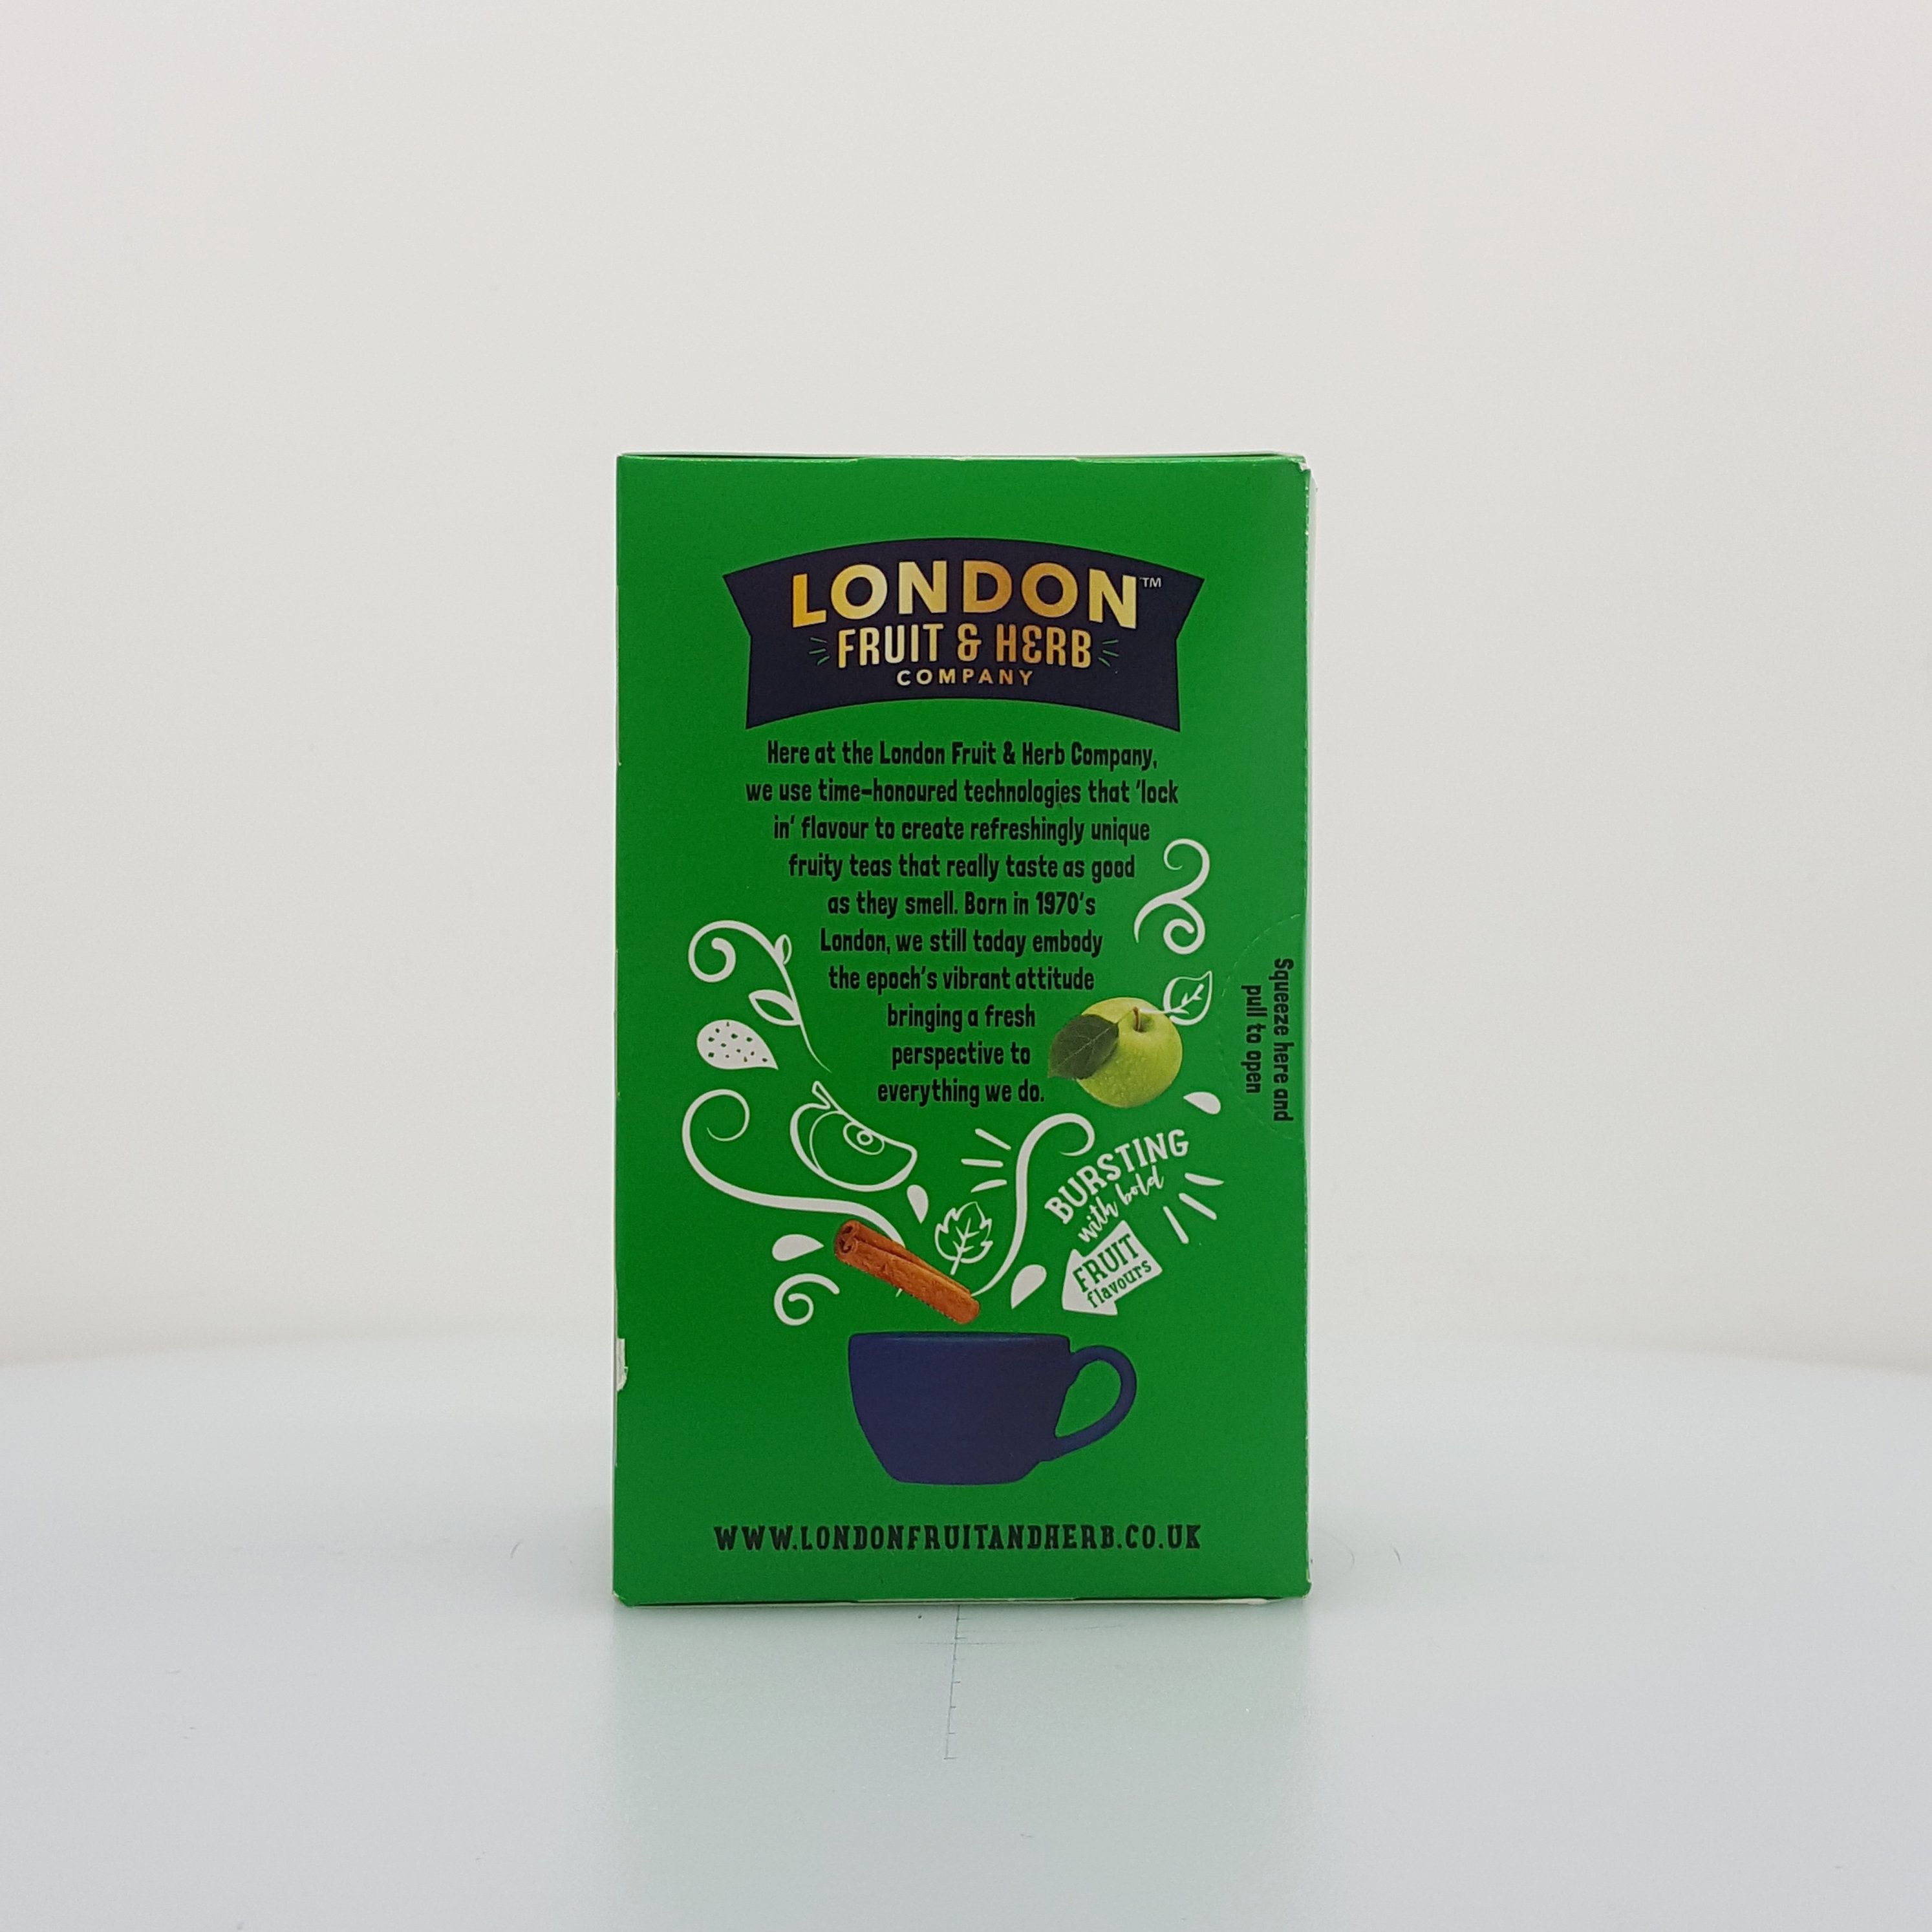 LONDON™
FRUIT & HERB
COMPANY
Here at the London Fruit & Herb Company,
we use time-honoured technologies that 'lock
in' flavour to create refreshingly unique
fruity teas that really taste as good
as they smell. Born in 1970's
London, we still today embody
the epoch's vibrant attitude
bringing a fresh
perspective to
everything we do.
Squeeze here and
pull to open
BURSTING
with bold
FRUIT
flavours
WWW.LONDONFRUITANDHERB.CO.UK